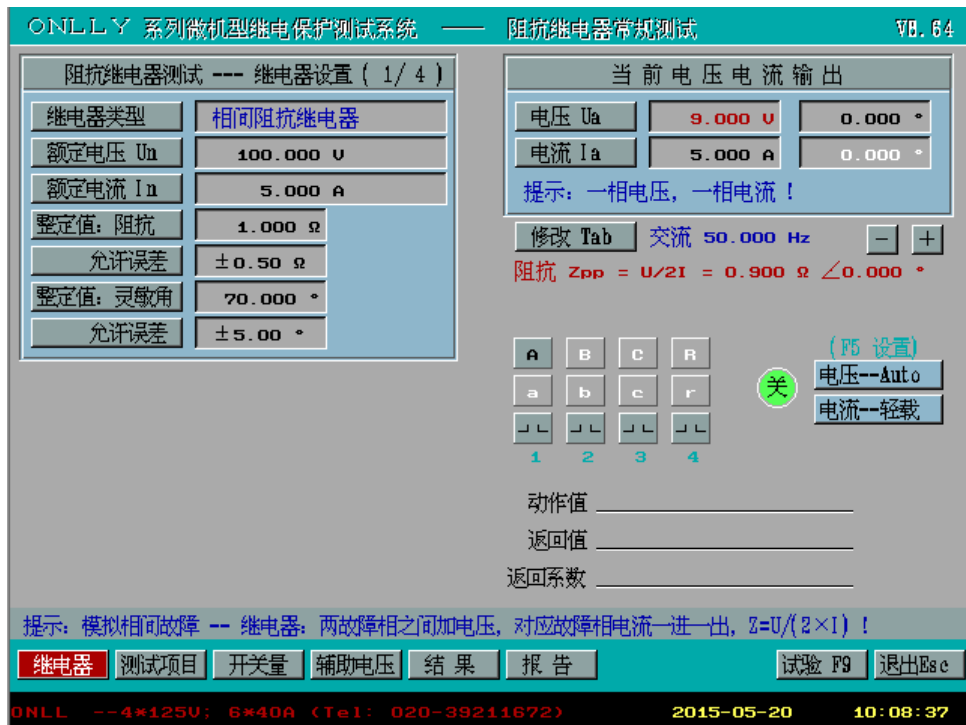 ONLLY 系列微机型继电保护测试系统 —— 阻抗继电器常规测试 V8.64
阻抗继电器测试 --- 继电器设置 ( 1/ 4 )
继电器类型 相间阻抗继电器
额定电压 Un 100.000 V
额定电流 In 5.000 A
整定值: 阻抗 1.000 Ω
允许误差 ±0.50 Ω
整定值: 灵敏角 70.000 °
允许误差 ±5.00 °
当 前 电 压 电 流 输 出
电压 Ua 9.000 V 0.000 °
电流 Ia 5.000 A 0.000 °
提示: 一相电压, 一相电流 !
修改 Tab 交流 50.000 Hz - +
阻抗 Zpp = U/2I = 0.900 Ω ∠0.000 °
A B C R
a b c r
1 2 3 4
关
(F5 设置)
电压--Auto
电流--轻载
动作值
返回值
返回系数
提示: 模拟相间故障 -- 继电器: 两故障相之间加电压, 对应故障相电流一进一出, Z=U/(2×I) !
继电器 测试项目 开关量 辅助电压 结 果 报 告 试验 F9 退出Esc
ONLL --4*125V; 6*40A (Tel: 020-39211672) 2015-05-20 10:08:37